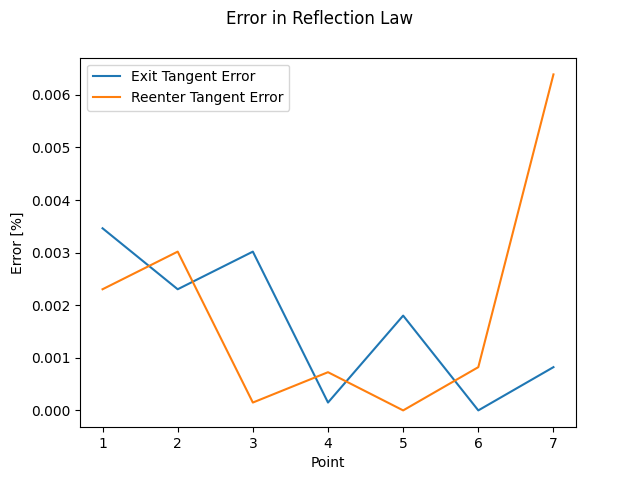 Error in Reflection Law
Exit Tangent Error
Reenter Tangent Error
0.006
0.005
0.004
0.003
0.002
0.001
0.000
Error [%]
1 2 3 4 5 6 7
Point